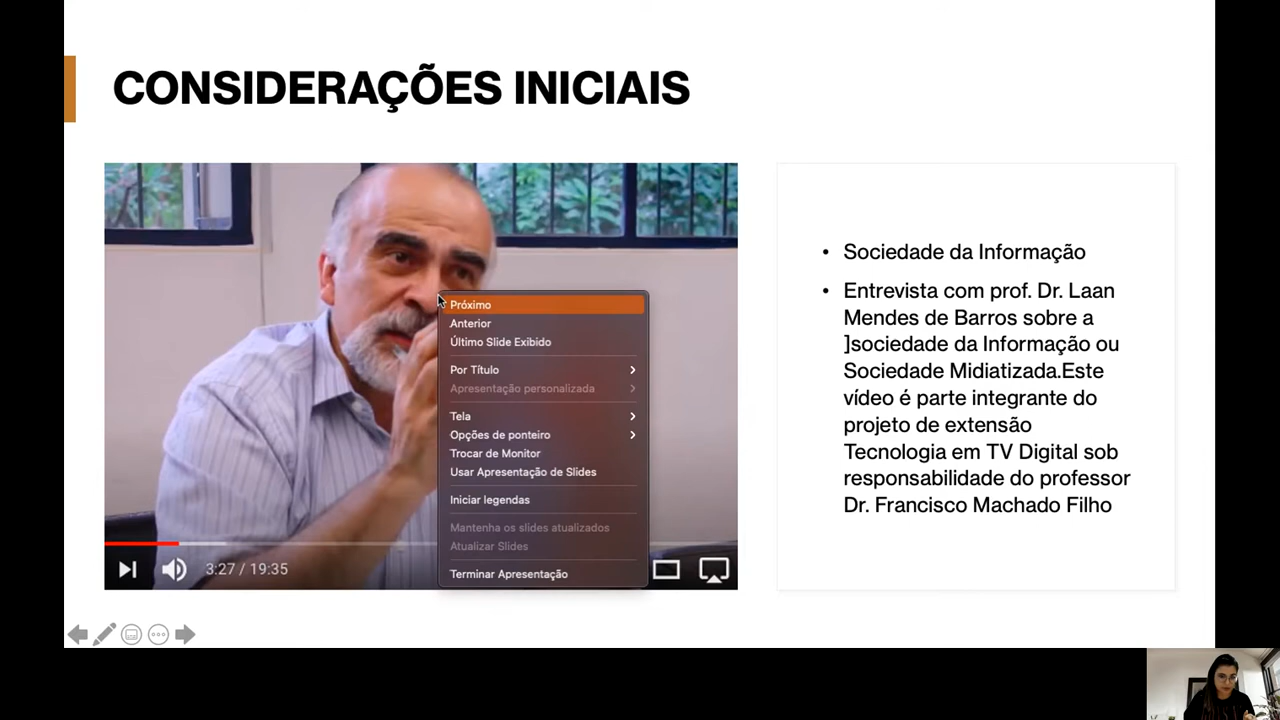 CONSIDERAÇÕES INICIAIS
Próximo
Anterior
Último Slide Exibido
Por Título
Apresentação personalizada
Tela
Opções de ponteiro
Trocar de Monitor
Usar Apresentação de Slides
Iniciar legendas
Mantenha os slides atualizados
Atualizar Slides
Terminar Apresentação
3:27 / 19:35
• Sociedade da Informação
• Entrevista com prof. Dr. Laan
Mendes de Barros sobre a
]sociedade da Informação ou
Sociedade Midiatizada.Este
vídeo é parte integrante do
projeto de extensão
Tecnologia em TV Digital sob
responsabilidade do professor
Dr. Francisco Machado Filho